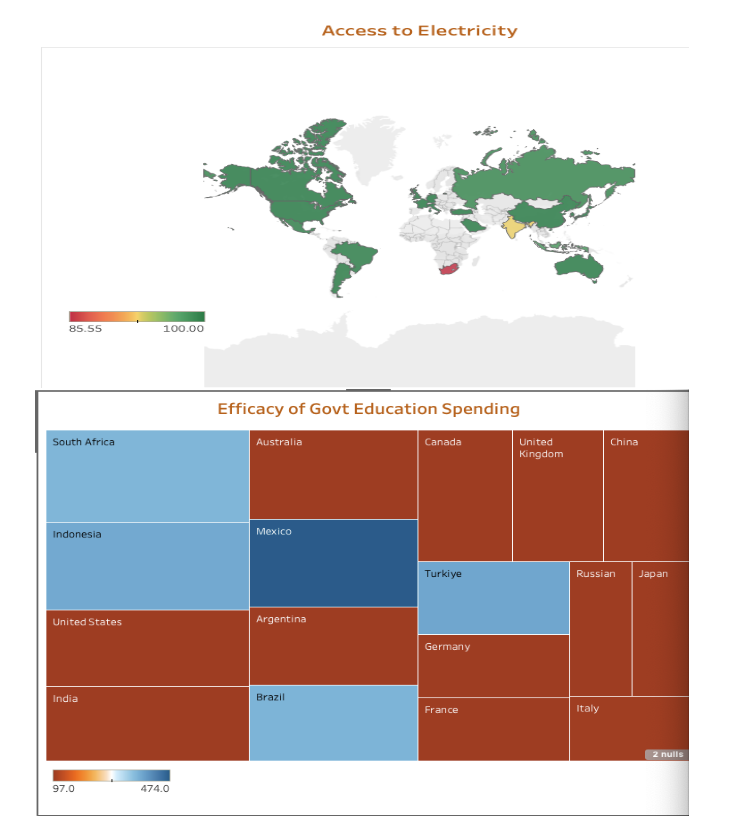 Access to Electricity
85.55 100.00
Efficacy of Govt Education Spending
South Africa
Australia
Canada
United
Kingdom
China
Indonesia
Mexico
Turkiye
Russian
Japan
United States
Argentina
Germany
India
Brazil
France
Italy
2 nulls
97.0 474.0